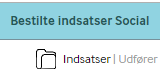 Bestilte indsatser Social
Indsatser | Udfører